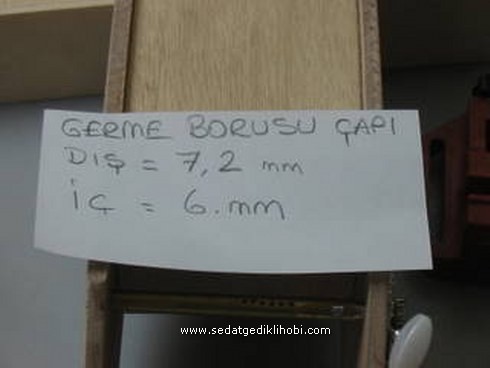 GERME BORUSU ÇAPI
DIŞ = 7,2 mm
İÇ = 6.mm
www.sedatgediklihobi.com